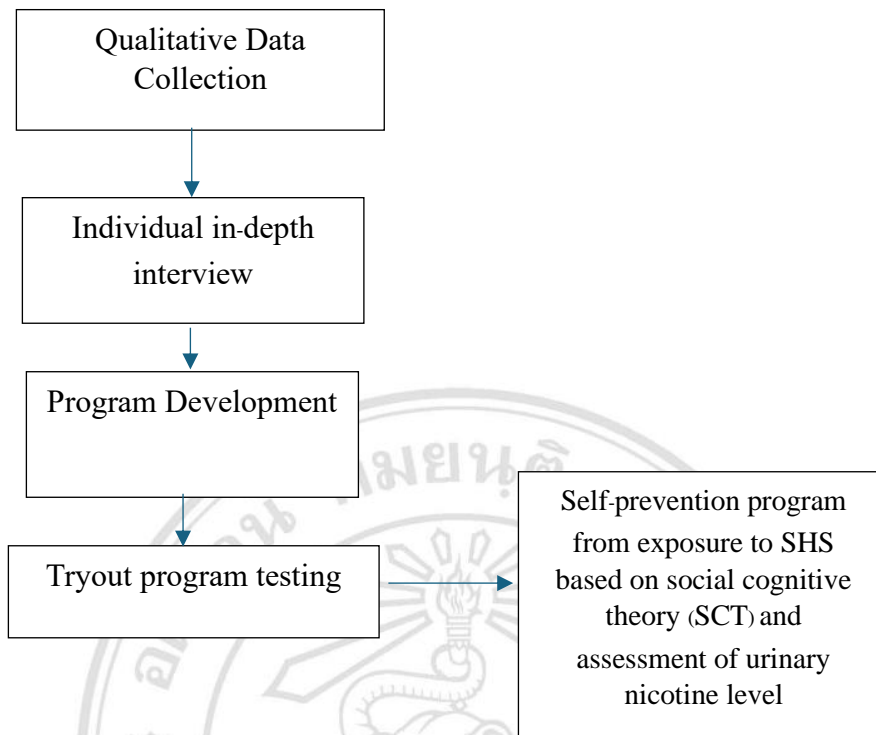 Qualitative Data
Collection
Individual in-depth
interview
Program Development
Tryout program testing
Self-prevention program
from exposure to SHS
based on social cognitive
theory (SCT) and
assessment of urinary
nicotine level